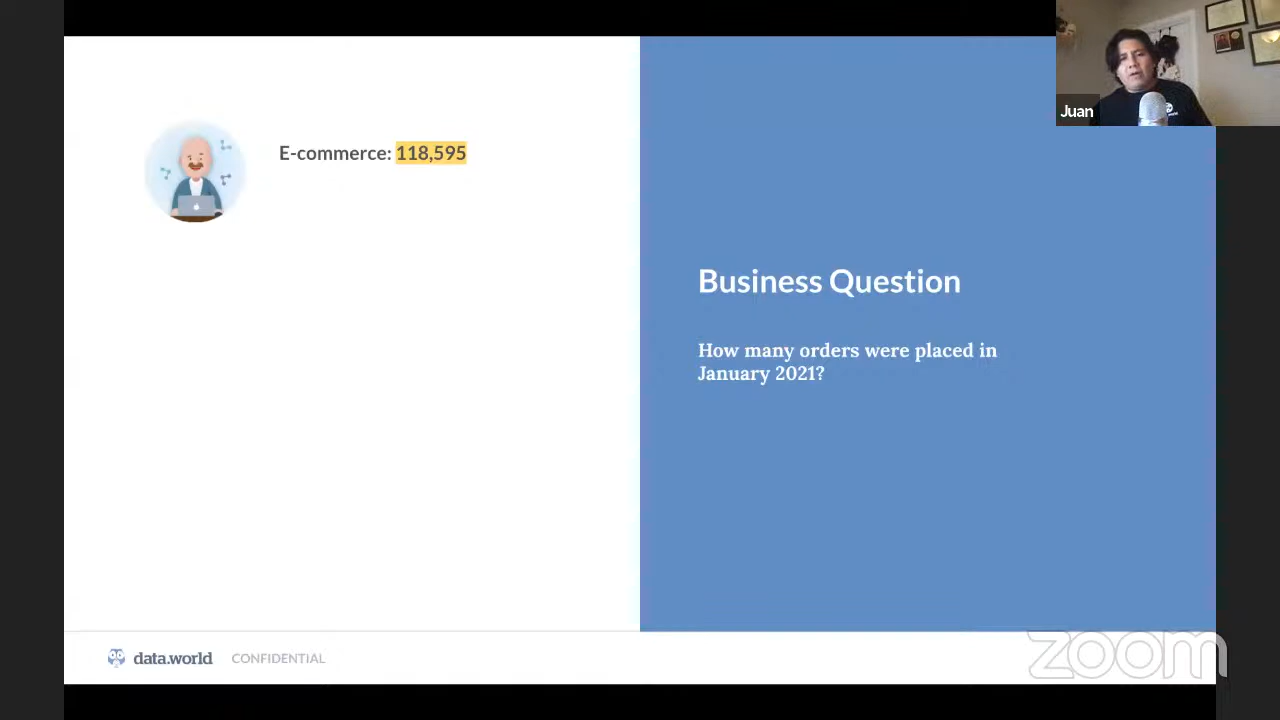 E-commerce: 118,595
Business Question
How many orders were placed in
January 2021?
Juan
data.world CONFIDENTIAL
zoom